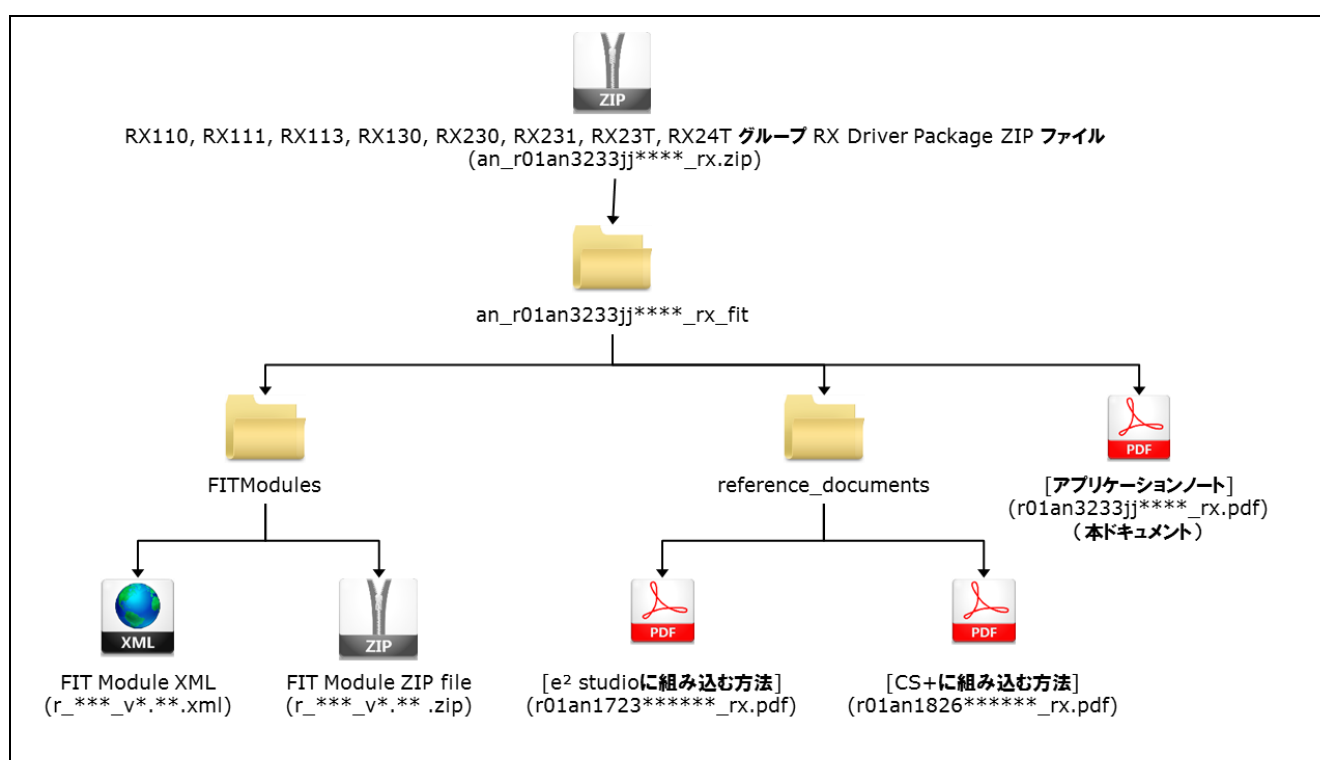 ZIP
RX110, RX111, RX113, RX130, RX230, RX231, RX23T, RX24T グループ RX Driver Package ZIP ファイル
(an_r01an3233jj****_rx.zip)
an_r01an3233jj****_rx_fit
FITModules
reference_documents
PDF
[アプリケーションノート]
(r01an3233jj****_rx.pdf)
(本ドキュメント)
XML
FIT Module XML
(r_***_v*.**.xml)
ZIP
FIT Module ZIP file
(r_***_v*.** .zip)
PDF
[e² studioに組み込む方法]
(r01an1723******_rx.pdf)
PDF
[CS+に組み込む方法]
(r01an1826******_rx.pdf)